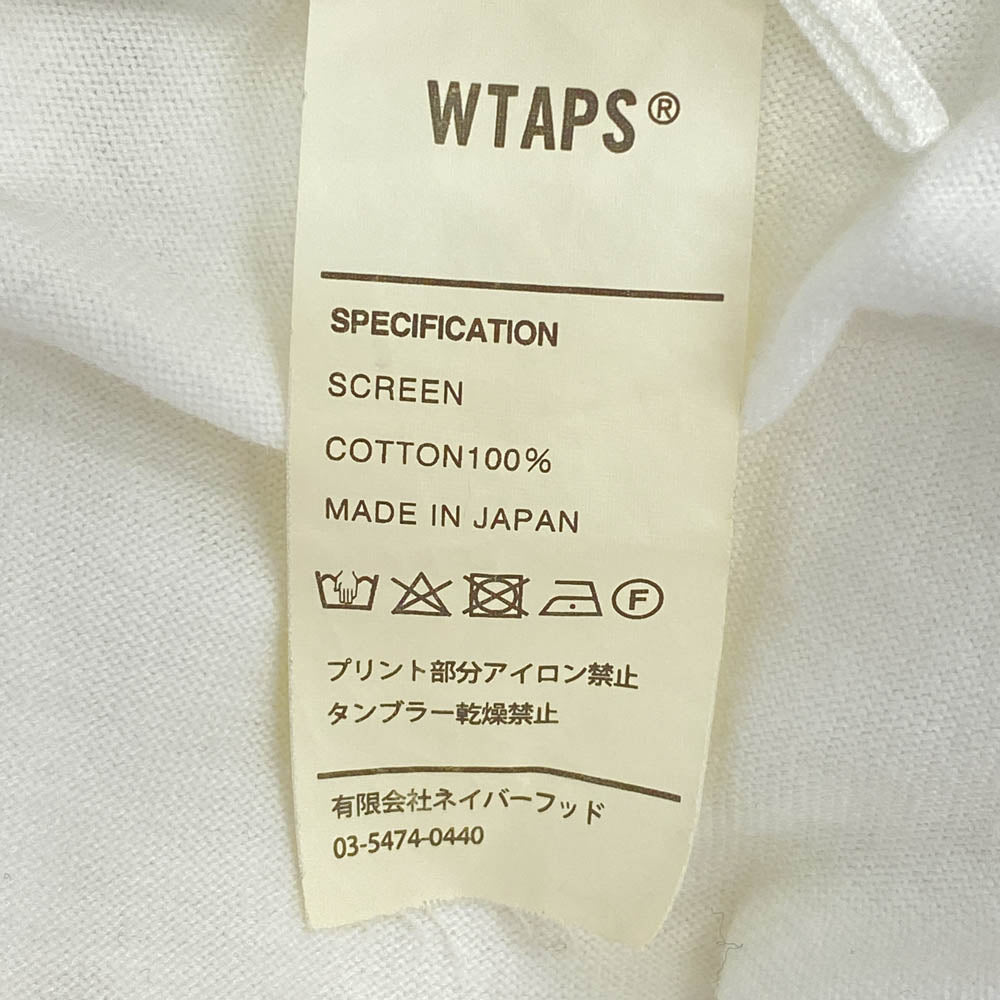 WTAPS®
SPECIFICATION
SCREEN
COTTON100%
MADE IN JAPAN
F
プリント部分アイロン禁止
タンブラー乾燥禁止
有限会社ネイバーフッド
03-5474-0440